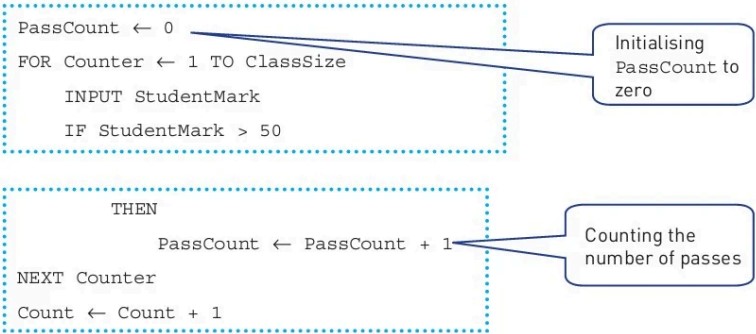 PassCount ← 0
FOR Counter ← 1 TO ClassSize
INPUT StudentMark
IF StudentMark > 50
Initialising
PassCount to
zero
THEN
PassCount ← PassCount + 1
NEXT Counter
Count ← Count + 1
Counting the
number of passes